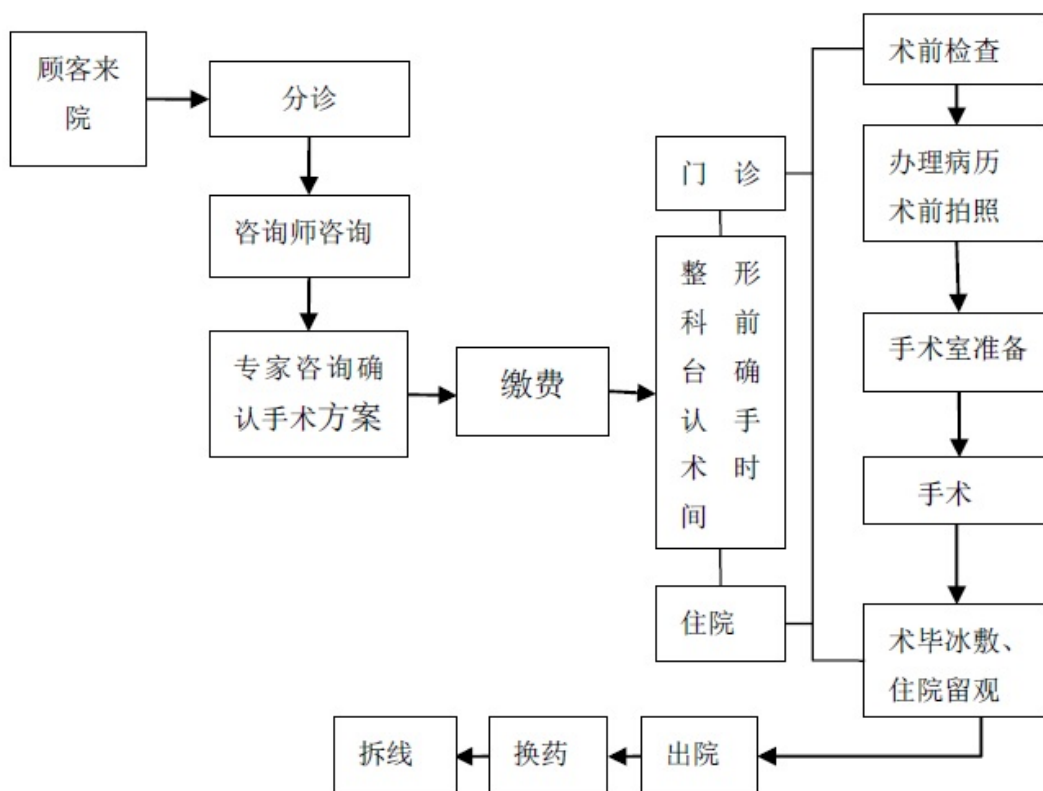 顾客来
院
分诊
咨询师咨询
专家咨询确
认手术方案
缴费
门 诊
整 形
科 前
台 确
认 手
术 时
间
住院
术前检查
办理病历
术前拍照
手术室准备
手术
术毕冰敷、
住院留观
出院
换药
拆线